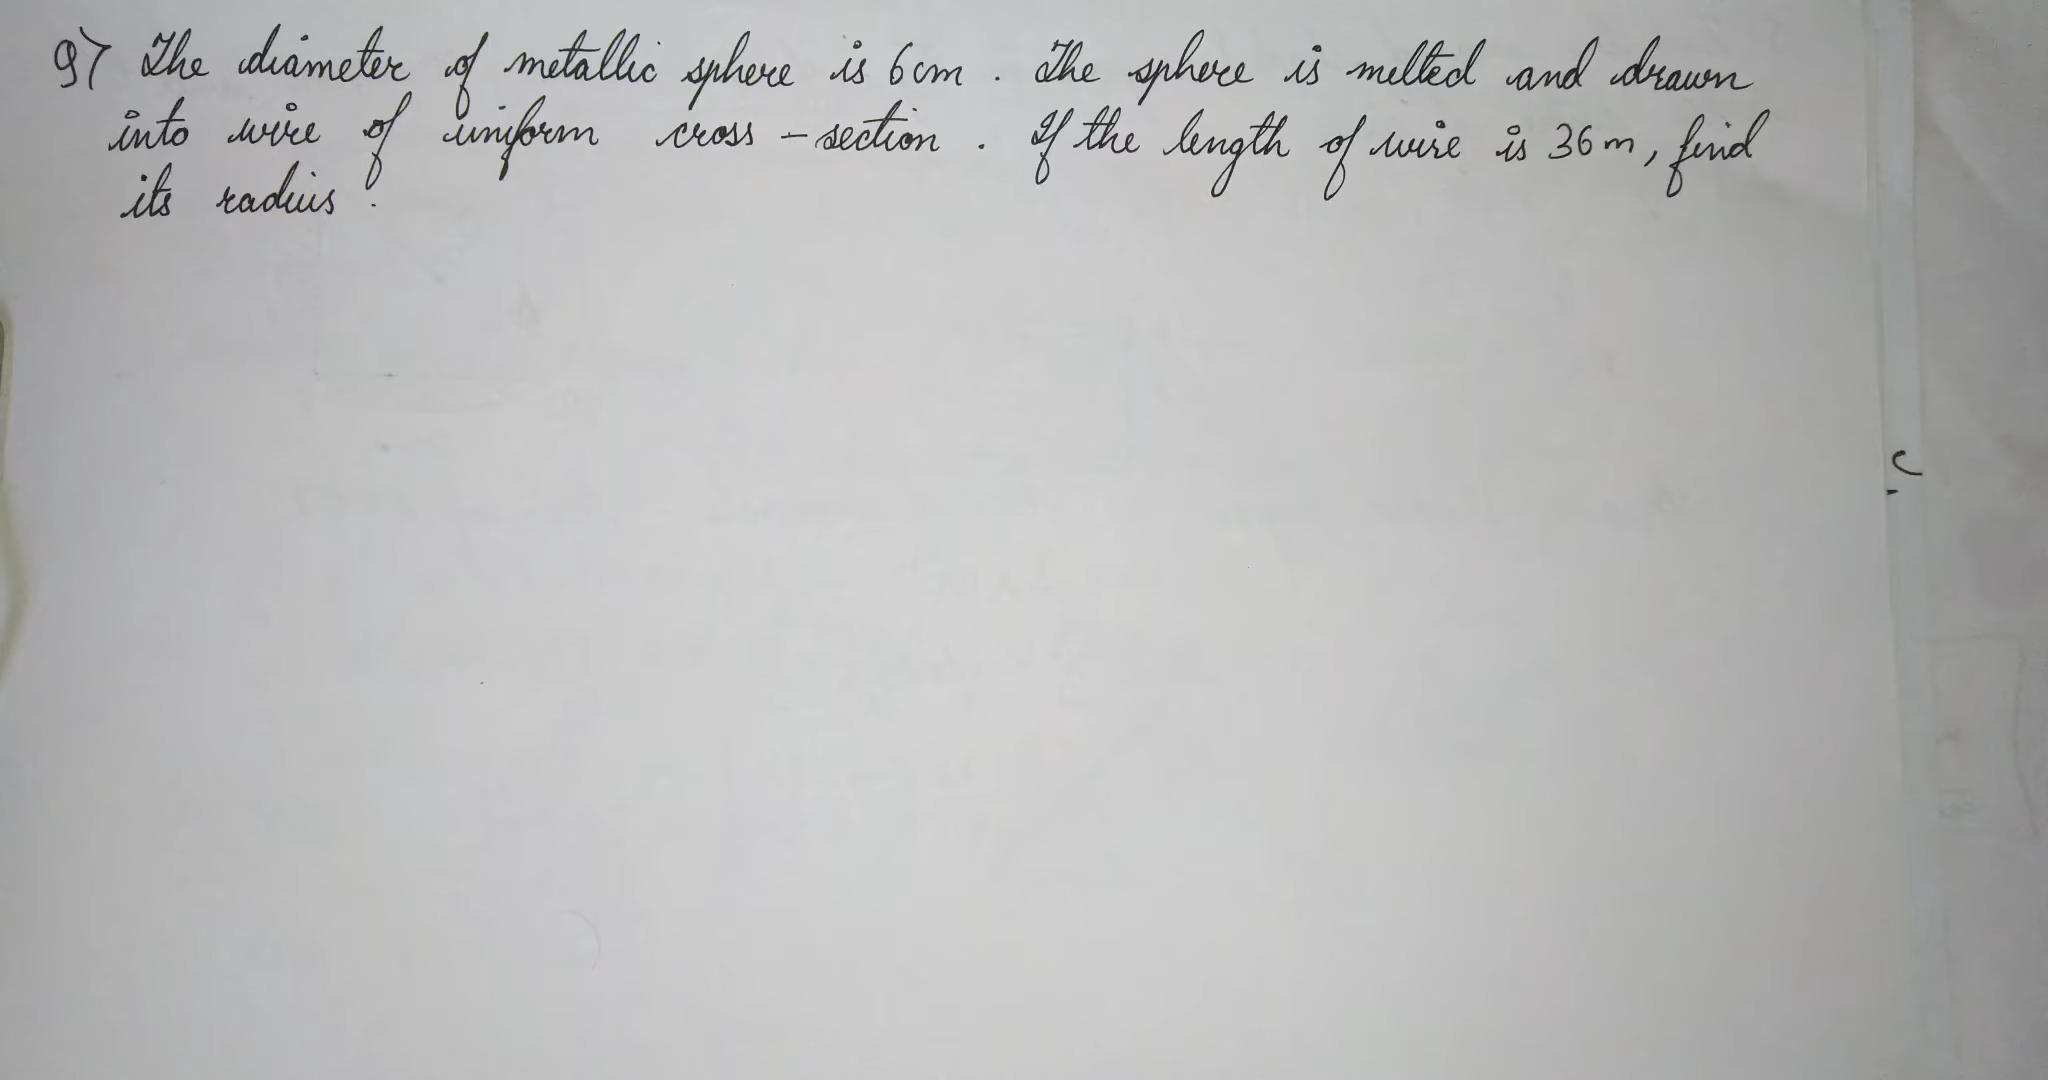 9) The diameter of metallic sphere is 6cm. The sphere is melted and drawn
into wire of uniform cross-section. If the length of wire is 36m, find
its radius.